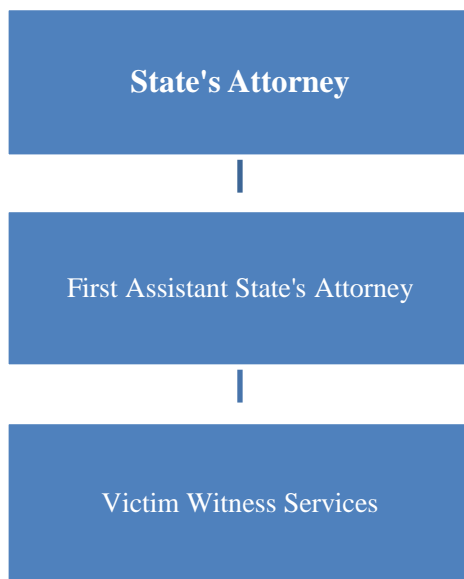 State's Attorney
First Assistant State's Attorney
Victim Witness Services